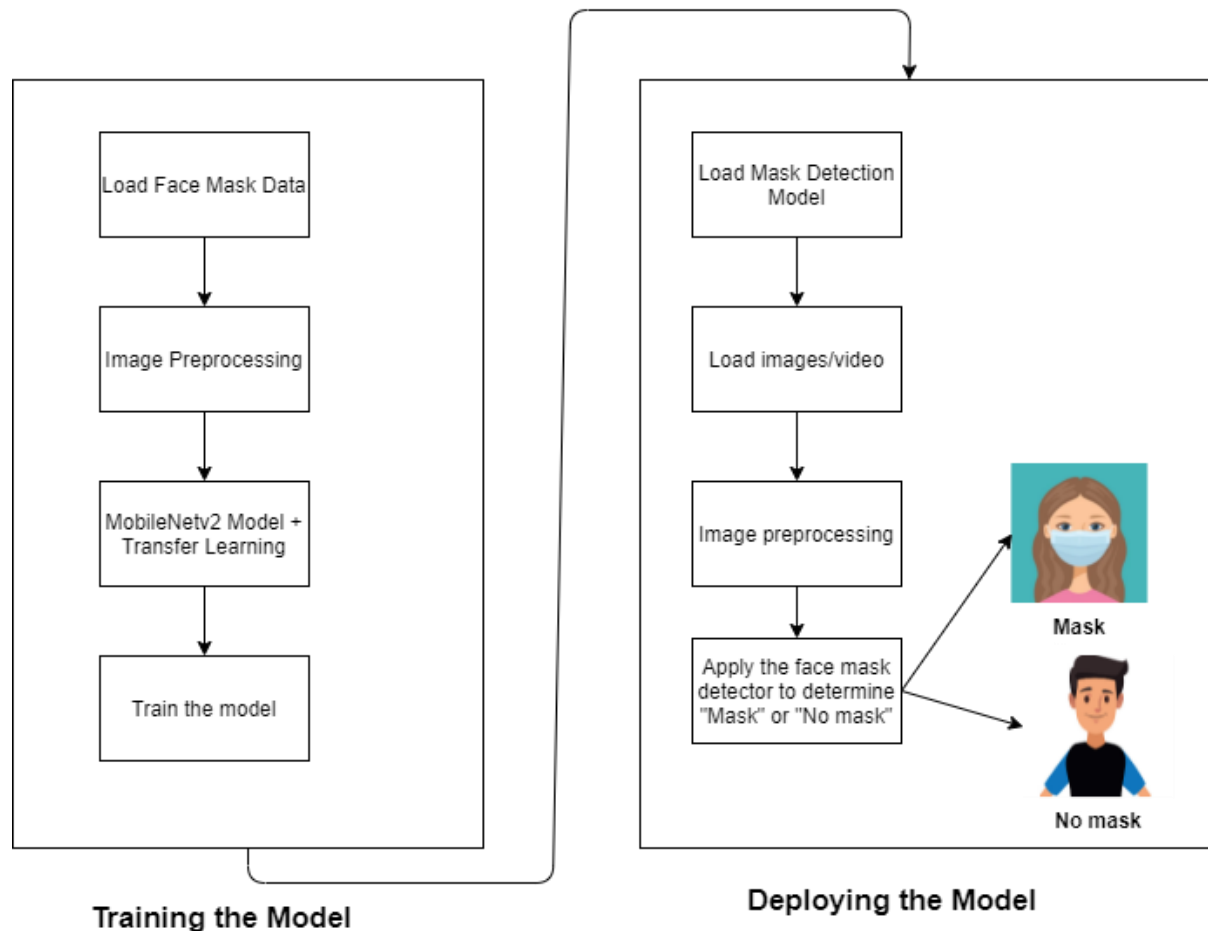 Load Face Mask Data
Image Preprocessing
MobileNetv2 Model +
Transfer Learning
Train the model
Training the Model
Load Mask Detection
Model
Load images/video
Image preprocessing
Apply the face mask
detector to determine
"Mask" or "No mask"
Mask
No mask
Deploying the Model